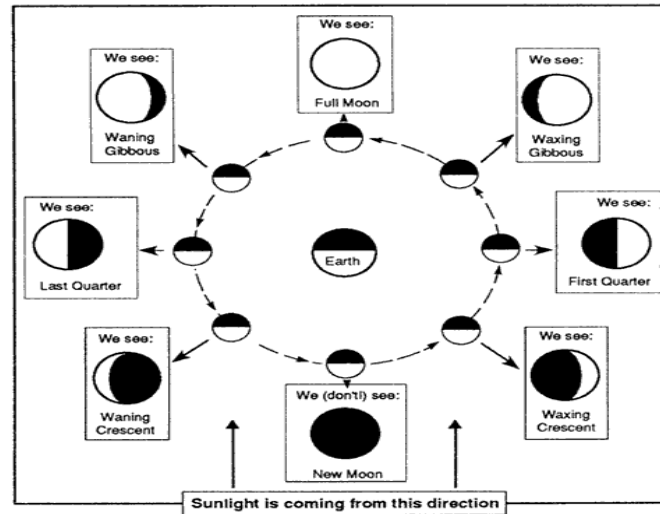 We see:
Full Moon
We see:
Waning
Gibbous
We see:
Waxing
Gibbous
We see:
Last Quarter
Earth
We see:
First Quarter
We see:
Waning
Crescent
We (don't!) see:
New Moon
We see:
Waxing
Crescent
Sunlight is coming from this direction